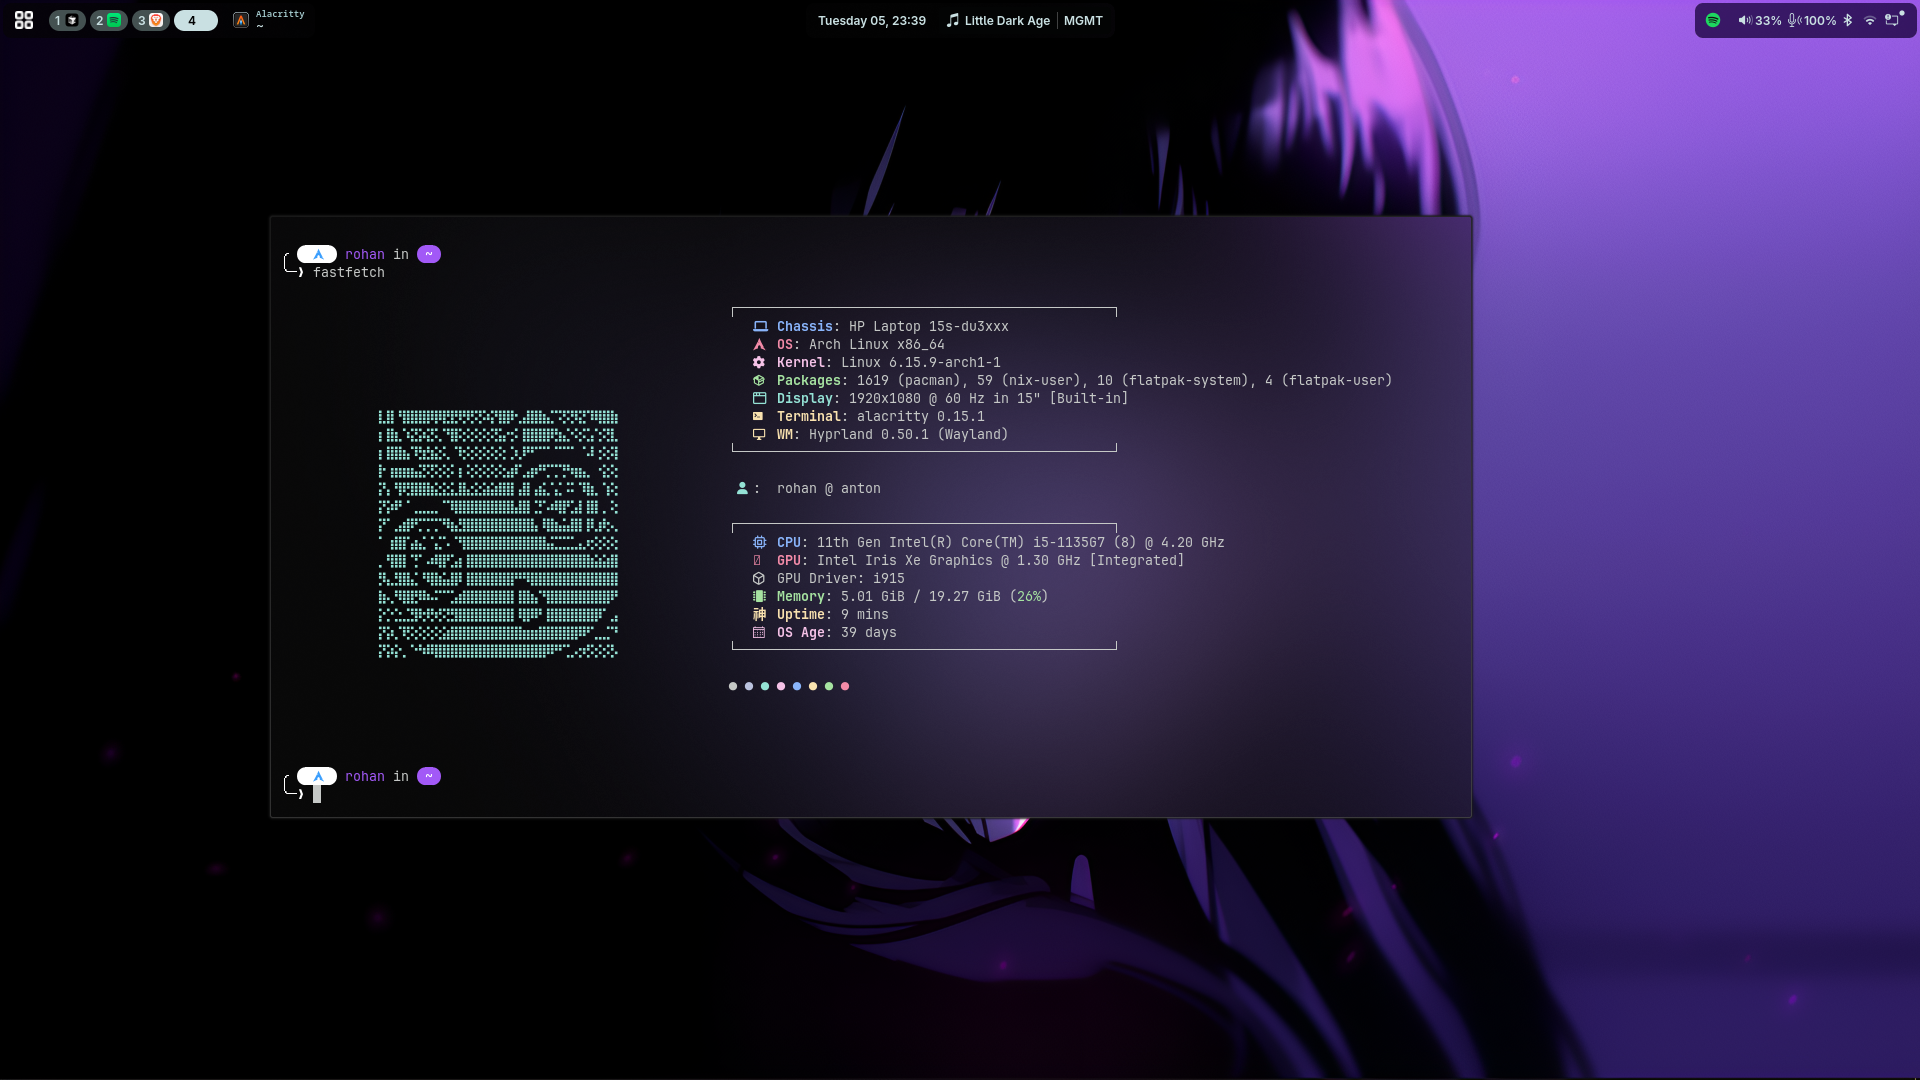 1 2 3 4
Alacritty
~
Tuesday 05, 23:39
Little Dark Age | MGMT
33% 100%
rohan in ~
❯ fastfetch
Chassis: HP Laptop 15s-du3xxx
OS: Arch Linux x86_64
Kernel: Linux 6.15.9-arch1-1
Packages: 1619 (pacman), 59 (nix-user), 10 (flatpak-system), 4 (flatpak-user)
Display: 1920x1080 @ 60 Hz in 15" [Built-in]
Terminal: alacritty 0.15.1
WM: Hyprland 0.50.1 (Wayland)
: rohan @ anton
CPU: 11th Gen Intel(R) Core(TM) i5-1135G7 (8) @ 4.20 GHz
GPU: Intel Iris Xe Graphics @ 1.30 GHz [Integrated]
GPU Driver: i915
Memory: 5.01 GiB / 19.27 GiB (26%)
神 Uptime: 9 mins
OS Age: 39 days
rohan in ~
❯